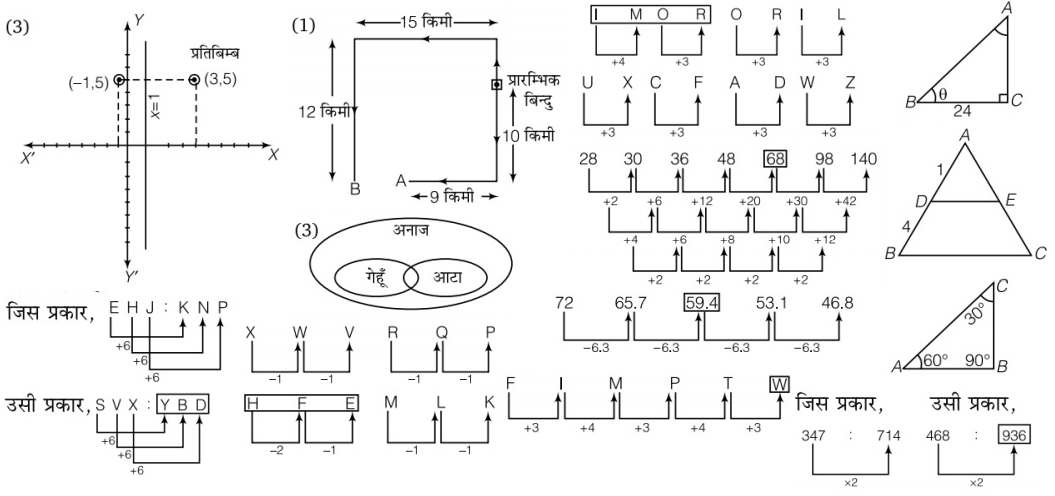 (3)
Y
प्रतिबिम्ब
(–1,5)
(3,5)
x=1
X'
X
Y'
(1)
15 किमी
प्रारम्भिक
बिन्दु
12 किमी
10 किमी
B
A
9 किमी
(3)
अनाज
गेहूँ
आटा
I M O R O R I L
+4 +3 +3 +3
U X C F A D W Z
+3 +3 +3 +3
28 30 36 48 68 98 140
+2 +6 +12 +20 +30 +42
+4 +6 +8 +10 +12
+2 +2 +2 +2
72 65.7 59.4 53.1 46.8
–6.3 –6.3 –6.3 –6.3
A
B θ C
24
A
1
D E
4
B C
C
30°
A 60° 90° B
जिस प्रकार, E H J : K N P
+6
+6
+6
उसी प्रकार, S V X : Y B D
+6
+6
+6
X W V R Q P
–1 –1 –1 –1
H F E M L K
–2 –1 –1 –1
F I M P T W
+3 +4 +3 +4 +3
जिस प्रकार, उसी प्रकार,
347 : 714 468 : 936
×2 ×2